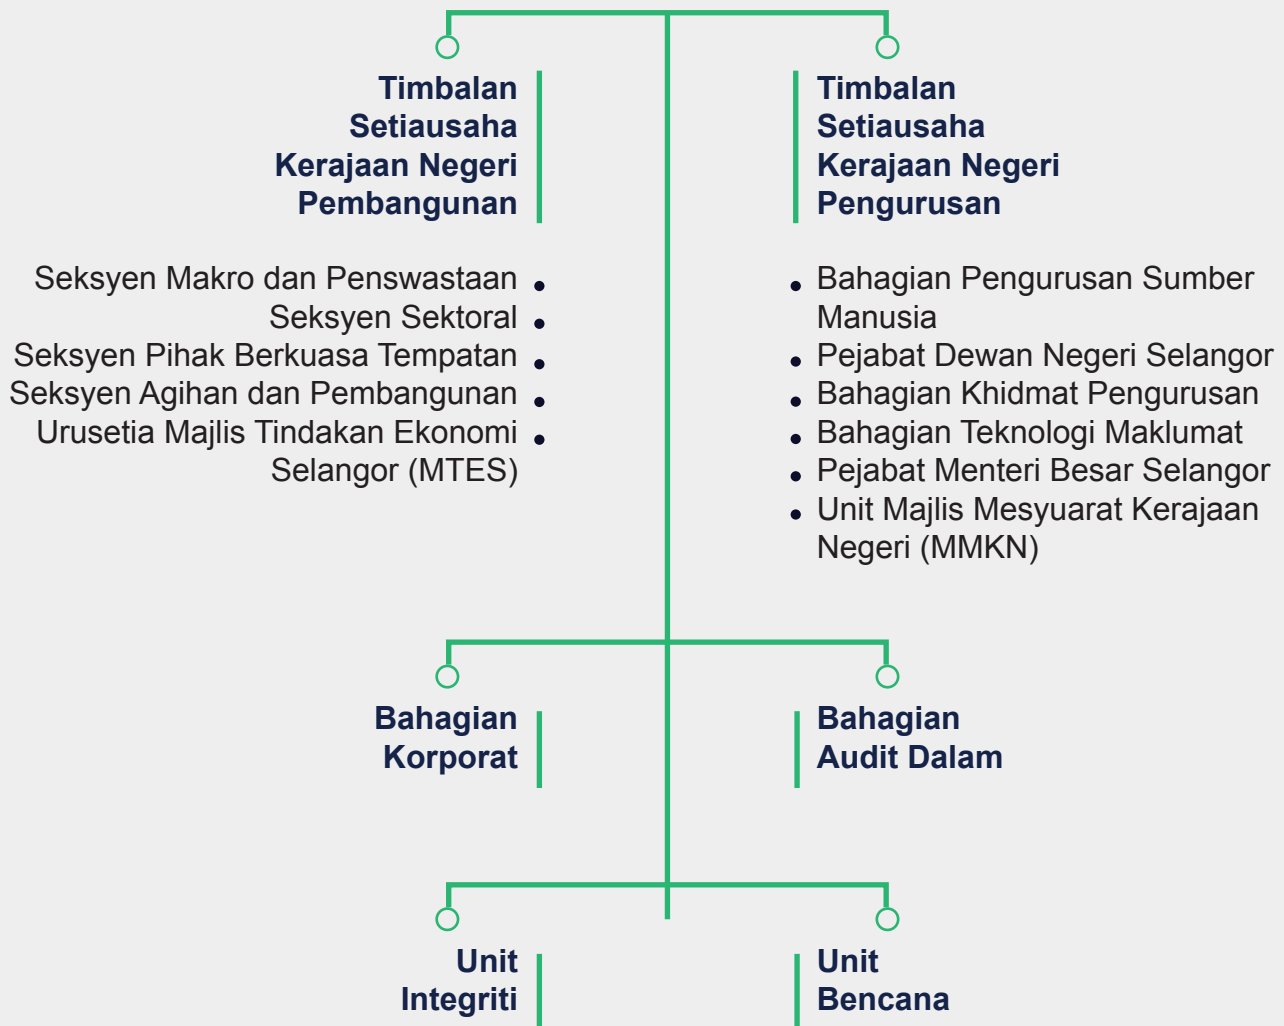 Timbalan
Setiausaha
Kerajaan Negeri
Pembangunan
Seksyen Makro dan Penswastaan
Seksyen Sektoral
Seksyen Pihak Berkuasa Tempatan
Seksyen Agihan dan Pembangunan
Urusetia Majlis Tindakan Ekonomi
Selangor (MTES)
Timbalan
Setiausaha
Kerajaan Negeri
Pengurusan
Bahagian Pengurusan Sumber
Manusia
Pejabat Dewan Negeri Selangor
Bahagian Khidmat Pengurusan
Bahagian Teknologi Maklumat
Pejabat Menteri Besar Selangor
Unit Majlis Mesyuarat Kerajaan
Negeri (MMKN)
Bahagian
Korporat
Bahagian
Audit Dalam
Unit
Integriti
Unit
Bencana